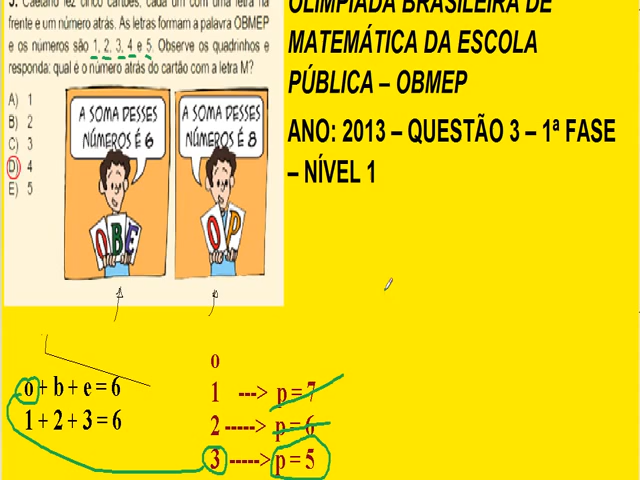 3. Caetano fez cinco cartões, cada um com uma letra na
frente e um número atrás. As letras formam a palavra OBMEP
e os números são 1, 2, 3, 4 e 5. Observe os quadrinhos e
responda: qual é o número atrás do cartão com a letra M?
A) 1
B) 2
C) 3
D) 4
E) 5
A SOMA DESSES
NÚMEROS É 6
A SOMA DESSES
NÚMEROS É 8
O B E
O P
OLIMPÍADA BRASILEIRA DE
MATEMÁTICA DA ESCOLA
PÚBLICA – OBMEP
ANO: 2013 – QUESTÃO 3 – 1ª FASE
– NÍVEL 1
o + b + e = 6
1 + 2 + 3 = 6
o
1 ---> p = 7
2 -----> p = 6
3 -----> p = 5